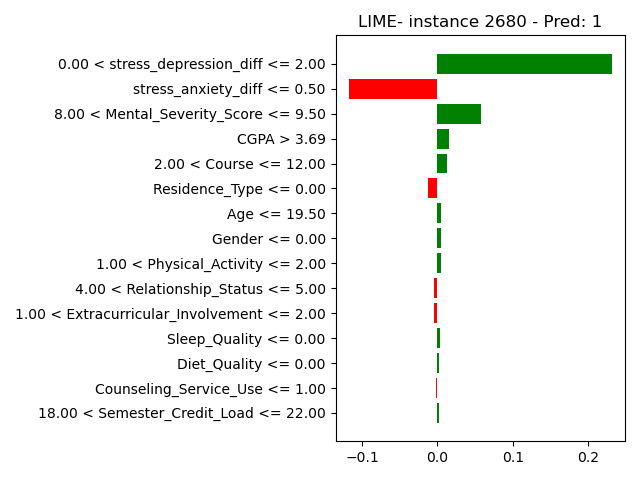 LIME- instance 2680 - Pred: 1
0.00 < stress_depression_diff <= 2.00
stress_anxiety_diff <= 0.50
8.00 < Mental_Severity_Score <= 9.50
CGPA > 3.69
2.00 < Course <= 12.00
Residence_Type <= 0.00
Age <= 19.50
Gender <= 0.00
1.00 < Physical_Activity <= 2.00
4.00 < Relationship_Status <= 5.00
1.00 < Extracurricular_Involvement <= 2.00
Sleep_Quality <= 0.00
Diet_Quality <= 0.00
Counseling_Service_Use <= 1.00
18.00 < Semester_Credit_Load <= 22.00
−0.1 0.0 0.1 0.2